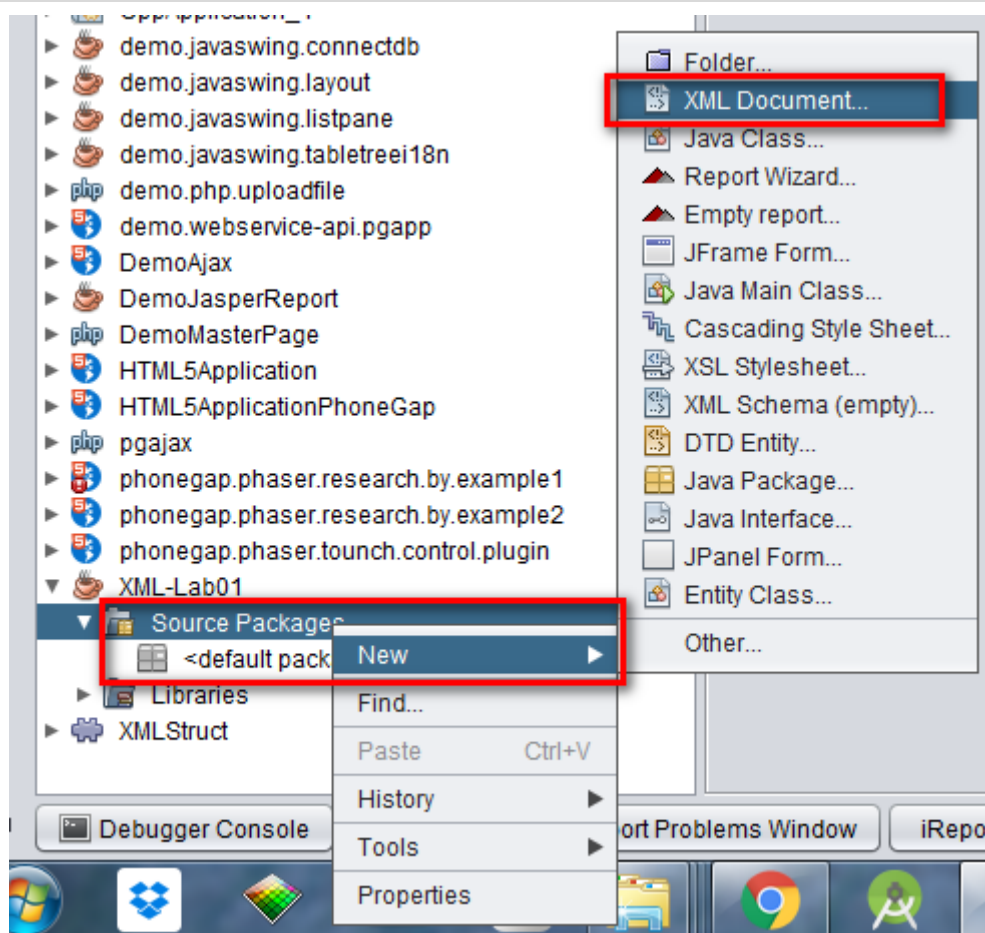 CppApplication_1
demo.javaswing.connectdb
demo.javaswing.layout
demo.javaswing.listpane
demo.javaswing.tabletreei18n
php demo.php.uploadfile
demo.webservice-api.pgapp
DemoAjax
DemoJasperReport
php DemoMasterPage
HTML5Application
HTML5ApplicationPhoneGap
php pgajax
phonegap.phaser.research.by.example1
phonegap.phaser.research.by.example2
phonegap.phaser.tounch.control.plugin
XML-Lab01
Source Packages
<default pack
Libraries
XMLStruct
New
Find...
Paste Ctrl+V
History
Tools
Properties
Folder...
XML Document...
Java Class...
Report Wizard...
Empty report...
JFrame Form...
Java Main Class...
Cascading Style Sheet...
XSL Stylesheet...
XML Schema (empty)...
DTD Entity...
Java Package...
Java Interface...
JPanel Form...
Entity Class...
Other...
Debugger Console
ort Problems Window
iRepo